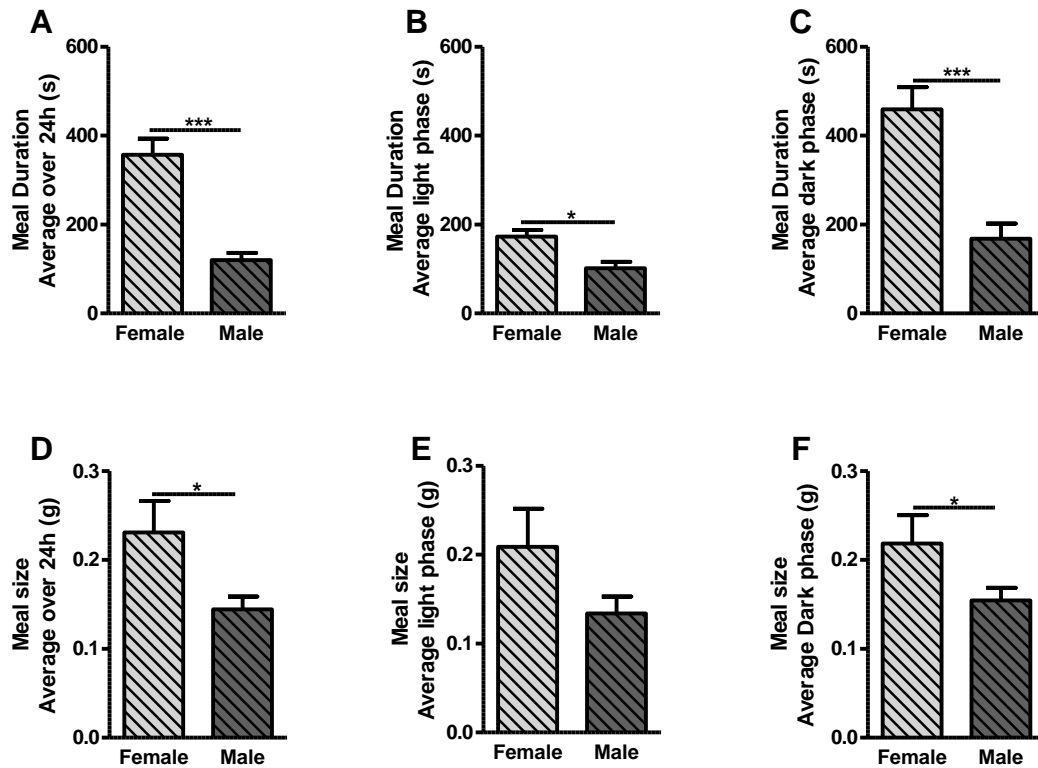 A
Meal Duration
Average over 24h (s)
600
400
200
0
***
Female Male
B
Meal Duration
Average light phase (s)
600
400
200
0
*
Female Male
C
Meal Duration
Average dark phase (s)
600
400
200
0
***
Female Male
D
Meal size
Average over 24h (g)
0.3
0.2
0.1
0.0
*
Female Male
E
Meal size
Average light phase (g)
0.3
0.2
0.1
0.0
Female Male
F
Meal size
Average Dark phase (g)
0.3
0.2
0.1
0.0
*
Female Male